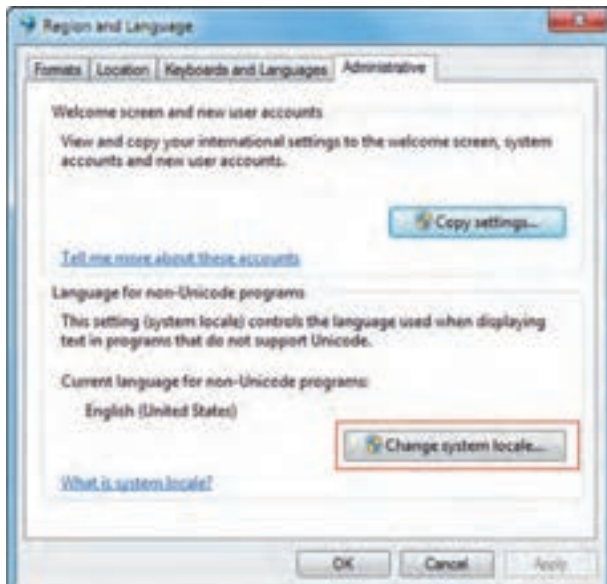 Region and Language
Formats Location Keyboards and Languages Administrative
Welcome screen and new user accounts
View and copy your international settings to the welcome screen, system
accounts and new user accounts.
Copy settings...
Tell me more about these accounts
Language for non-Unicode programs
This setting (system locale) controls the language used when displaying
text in programs that do not support Unicode.
Current language for non-Unicode programs:
English (United States)
Change system locale...
What is system locale?
OK Cancel Apply